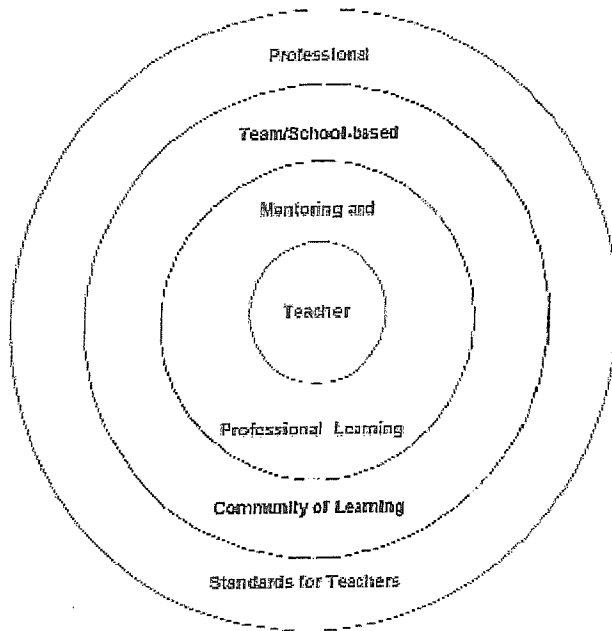 Professional
Team/School-based
Mentoring and
Teacher
Professional Learning
Community of Learning
Standards for Teachers